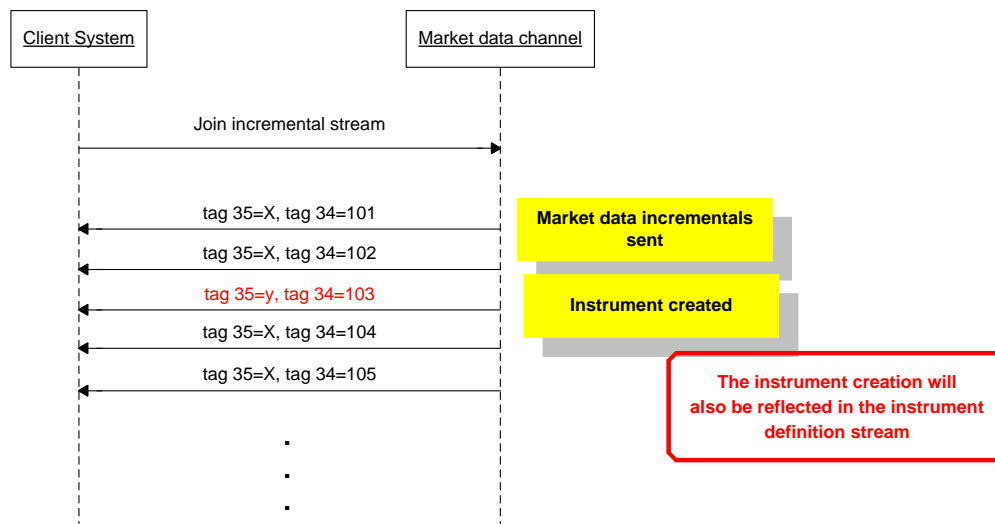 Client System
Market data channel
Join incremental stream
tag 35=X, tag 34=101
Market data incrementals
sent
tag 35=X, tag 34=102
tag 35=y, tag 34=103
Instrument created
tag 35=X, tag 34=104
tag 35=X, tag 34=105
The instrument creation will
also be reflected in the instrument
definition stream
.
.
.